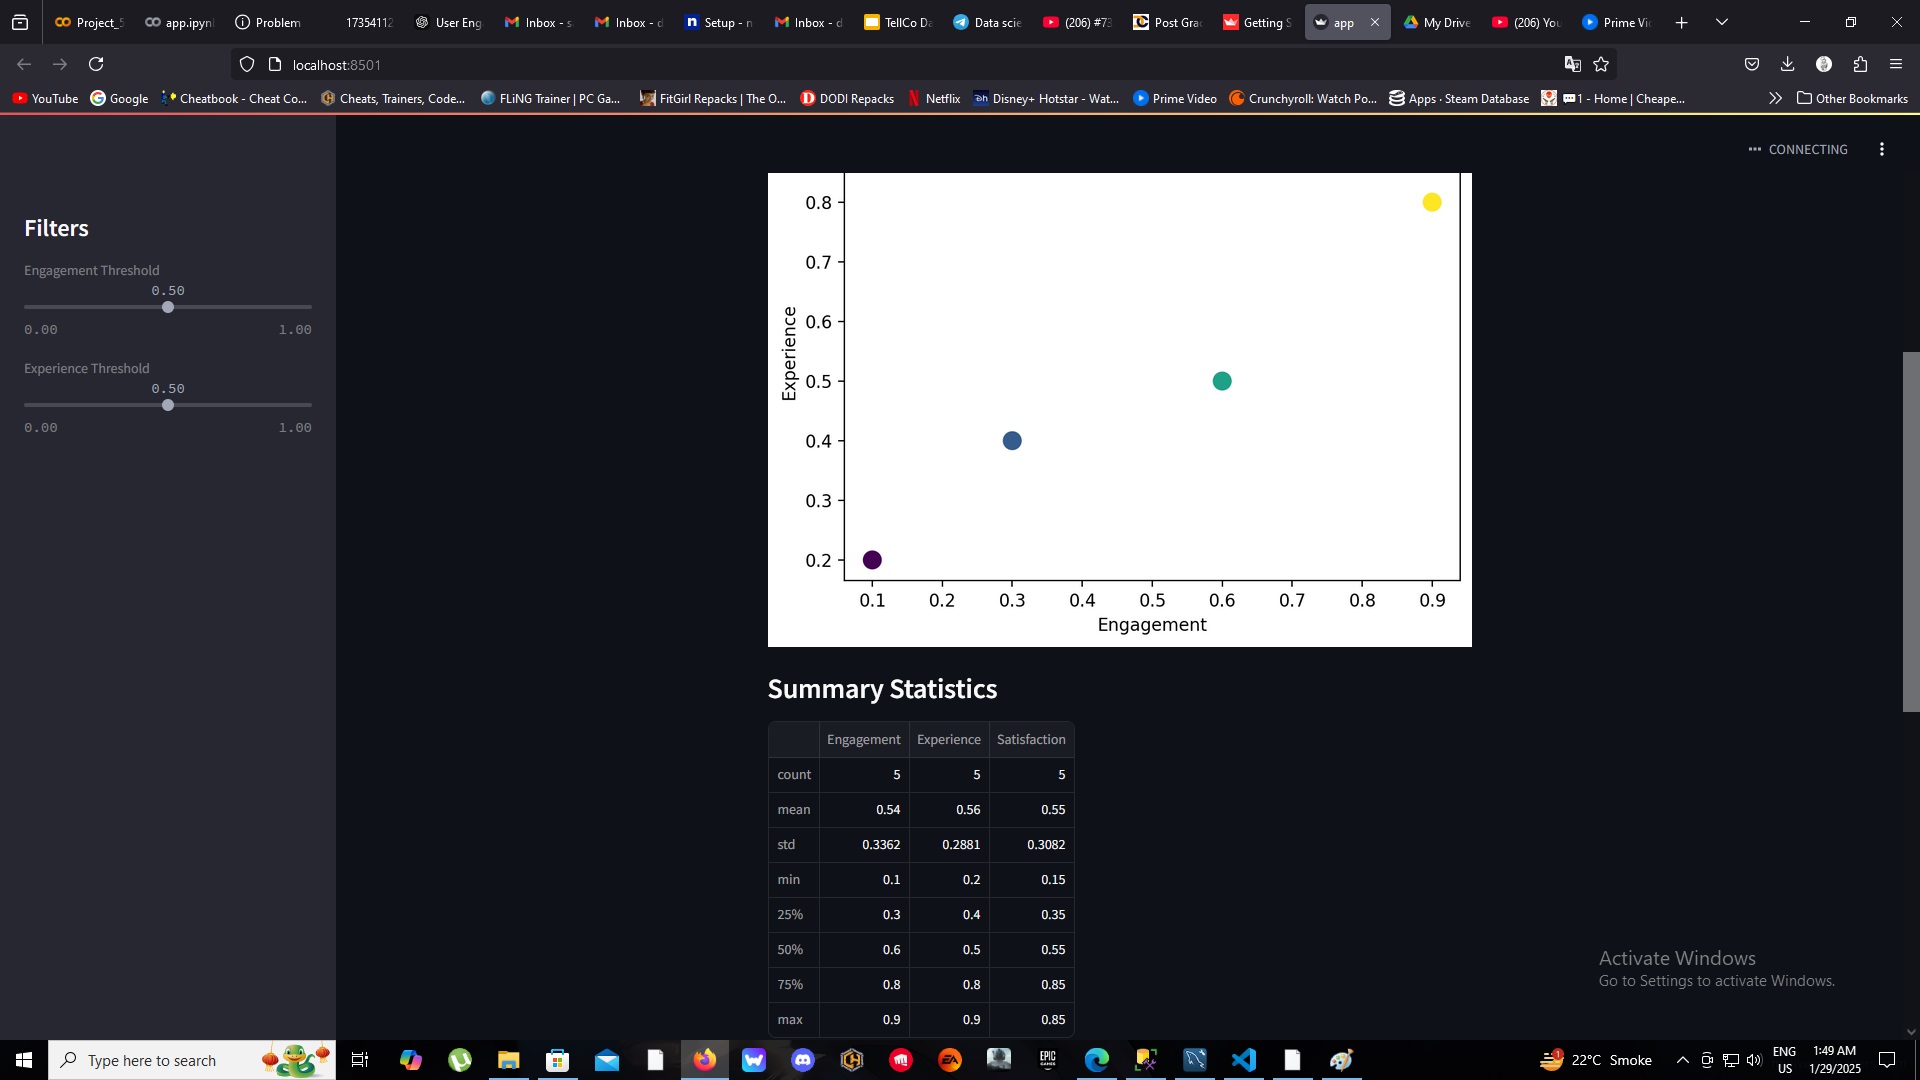 Project_5
app.ipyn
Problem
17354112
User Eng
Inbox - s
Inbox - d
Setup - n
Inbox - d
TellCo Da
Data scie
(206) #73
Post Gra
Getting S
app
My Drive
(206) You
Prime Vi
localhost:8501
YouTube
Google
Cheatbook - Cheat Co...
Cheats, Trainers, Code...
FLiNG Trainer | PC Ga...
FitGirl Repacks | The O...
DODI Repacks
Netflix
Disney+ Hotstar - Wat...
Prime Video
Crunchyroll: Watch Po...
Apps · Steam Database
1 - Home | Cheape...
Other Bookmarks
CONNECTING
Filters
Engagement Threshold
0.50
0.00 1.00
Experience Threshold
0.50
0.00 1.00
0.8
0.7
0.6
0.5
0.4
0.3
0.2
Experience
0.1 0.2 0.3 0.4 0.5 0.6 0.7 0.8 0.9
Engagement
Summary Statistics
Engagement Experience Satisfaction
count 5 5 5
mean 0.54 0.56 0.55
std 0.3362 0.2881 0.3082
min 0.1 0.2 0.15
25% 0.3 0.4 0.35
50% 0.6 0.5 0.55
75% 0.8 0.8 0.85
max 0.9 0.9 0.85
Activate Windows
Go to Settings to activate Windows.
Type here to search
EPIC
GAMES
EA
1
22°C Smoke
ENG
US
1:49 AM
1/29/2025